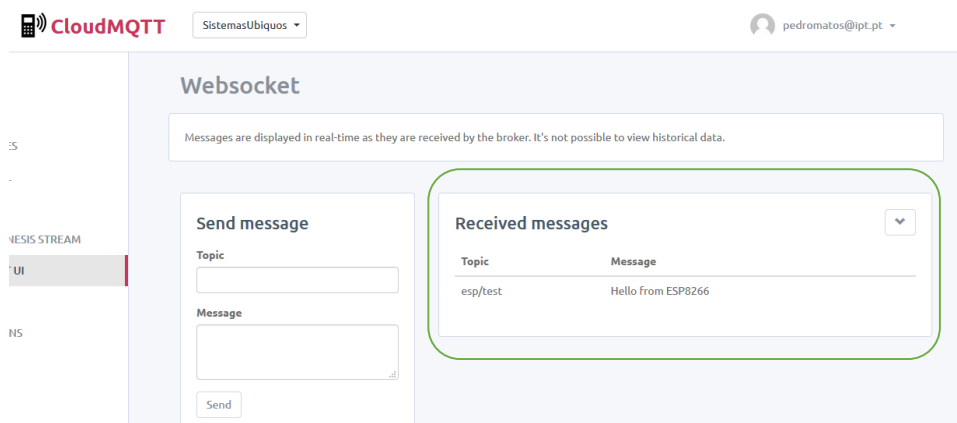 CloudMQTT
SistemasUbiquos
pedromatos@ipt.pt
Websocket
Messages are displayed in real-time as they are received by the broker. It's not possible to view historical data.
ES
NESIS STREAM
UI
NS
Send message
Topic
Message
Send
Received messages
Topic Message
esp/test Hello from ESP8266